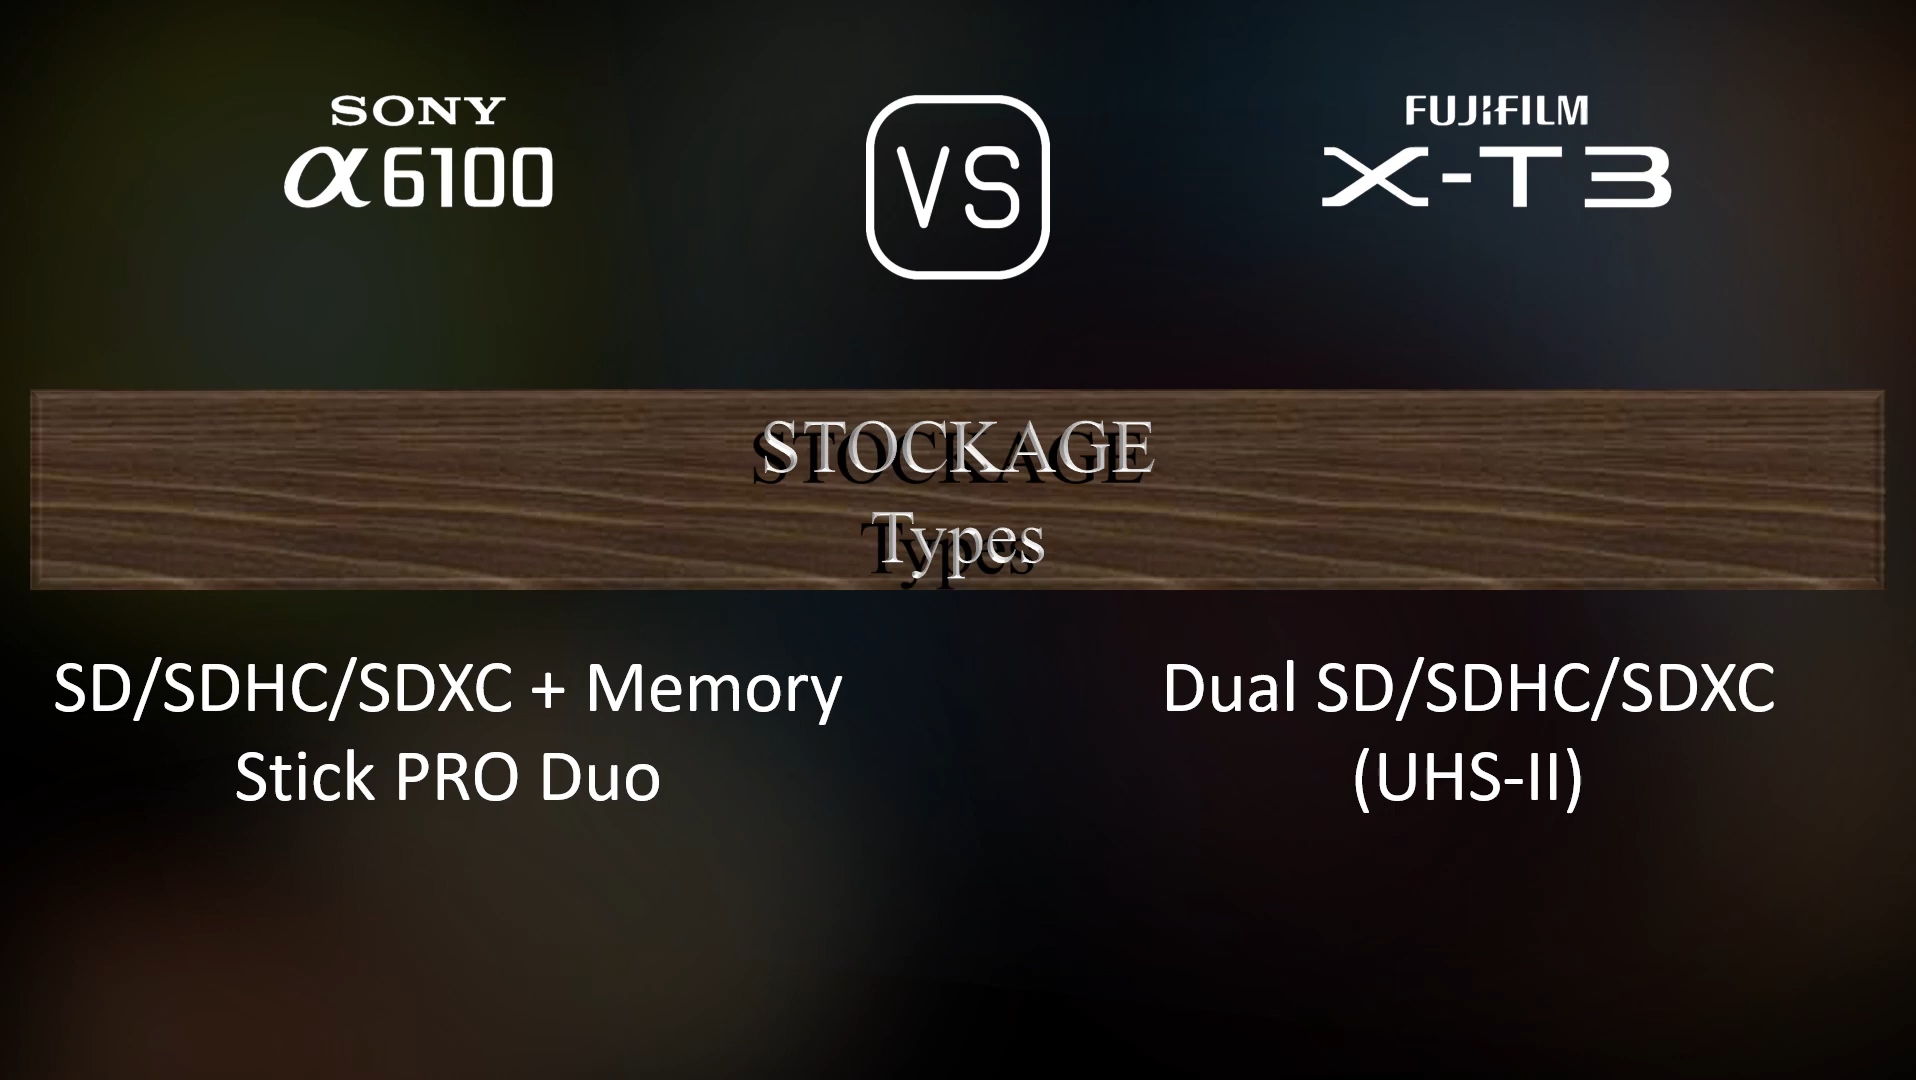 SONY
α6100
VS
FUJIFILM
X-T3
STOCKAGE
Types
SD/SDHC/SDXC + Memory
Stick PRO Duo
Dual SD/SDHC/SDXC
(UHS-II)